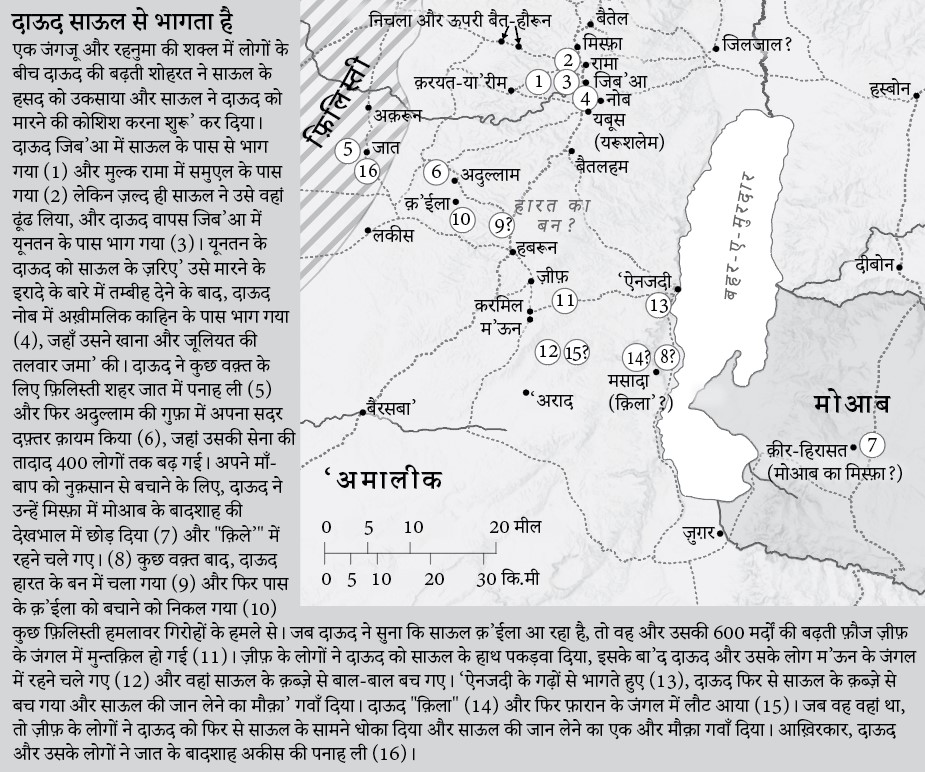 दाऊद साऊल से भागता है
एक जंगजू और रहनुमा की शक्ल में लोगों के
बीच दाऊद की बढ़ती शोहरत ने साऊल के
हसद को उकसाया और साऊल ने दाऊद को
मारने की कोशिश करना शुरू’ कर दिया।
दाऊद जिब’आ में साऊल के पास से भाग
गया (1) और मुल्क रामा में समुएल के पास
गया (2) लेकिन ज़ल्द ही साऊल ने उसे वहां
ढूंढ लिया, और दाऊद वापस जिब’आ में
यूनतन के पास भाग गया (3)। यूनतन के
दाऊद को साऊल के ज़रिए’ उसे मारने के
इरादे के बारे में तम्बीह देने के बाद, दाऊद
नोब में अख़ीमलिक काहिन के पास भाग गया
(4), जहाँ उसने खाना और जूलियत की
तलवार जमा’ की। दाऊद ने कुछ वक़्त के
लिए फ़िलिस्ती शहर जात में पनाह ली (5)
और फिर अदुल्लाम की गुफ़ा में अपना सदर
दफ़्तर क़ायम किया (6), जहां उसकी सेना की
तादाद 400 लोगों तक बढ़ गई। अपने माँ-
बाप को नुक़सान से बचाने के लिए, दाऊद ने
उन्हें मिस्फ़ा में मोआब के बादशाह की
देखभाल में छोड़ दिया (7) और "क़िले’" में
रहने चले गए। (8) कुछ वक़्त बाद, दाऊद
हारत के बन में चला गया (9) और फिर पास
के क़’ईला को बचाने को निकल गया (10)
कुछ फ़िलिस्ती हमलावर गिरोहों के हमले से। जब दाऊद ने सुना कि साऊल क़’ईला आ रहा है, तो वह और उसकी 600 मर्दों की बढ़ती फ़ौज ज़ीफ़
के जंगल में मुन्तक़िल हो गई (11)। ज़ीफ़ के लोगों ने दाऊद को साऊल के हाथ पकड़वा दिया, इसके बा’द दाऊद और उसके लोग म’ऊन के जंगल
में रहने चले गए (12) और वहां साऊल के क़ब्ज़े से बाल-बाल बच गए। ‘ऐनजदी के गढ़ों से भागते हुए (13), दाऊद फिर से साऊल के क़ब्ज़े से
बच गया और साऊल की जान लेने का मौक़ा’ गवाँ दिया। दाऊद "क़िला" (14) और फिर फ़ारान के जंगल में लौट आया (15)। जब वह वहां था,
तो ज़ीफ़ के लोगों ने दाऊद को फिर से साऊल के सामने धोका दिया और साऊल की जान लेने का एक और मौक़ा गवाँ दिया। आख़िरकार, दाऊद
और उसके लोगों ने जात के बादशाह अकीस की पनाह ली (16)।
निचला और ऊपरी बैत-हौरून
बैतेल
मिस्फ़ा
जिलजाल?
2
रामा
क़रयत-या’रीम
1
3
जिब’आ
4
नोब
हस्बोन
यबूस
(यरूशलेम)
फ़िलिस्ती
अक़रून
5
जात
16
बैतलहम
6
अदुल्लाम
क़’ईला
10
9?
हारत का
बन?
लकीस
हबरून
बहर-ए-मुरदार
दीबोन
ज़ीफ़
‘ऐनजदी
11
13
करमिल
म’ऊन
12
15?
14?
8?
मसादा
(क़िला’?)
‘अराद
बैरसबा’
मोआब
क़ीर-हिरासत
7
(मोआब का मिस्फ़ा?)
‘अमालीक
0 5 10 20 मील
0 5 10 20 30 कि.मी
ज़ुगर